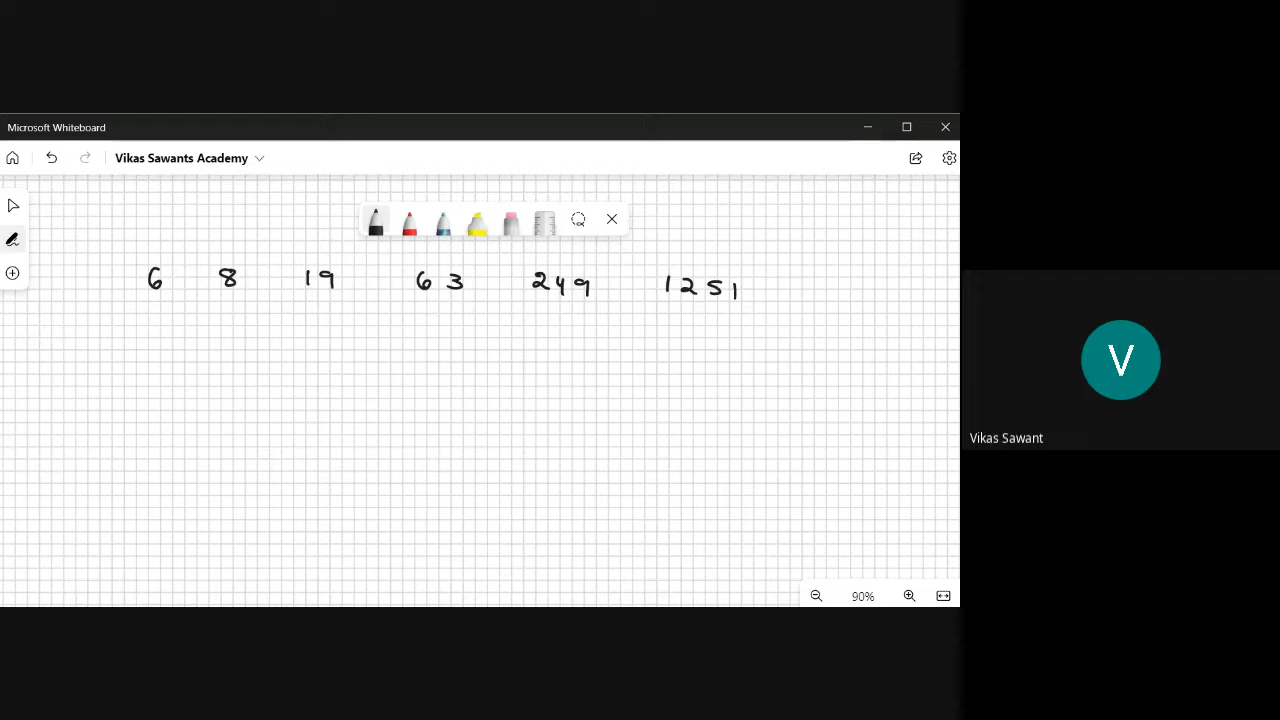 Microsoft Whiteboard
Vikas Sawants Academy
6 8 19 63 249 1251
V
Vikas Sawant
90%